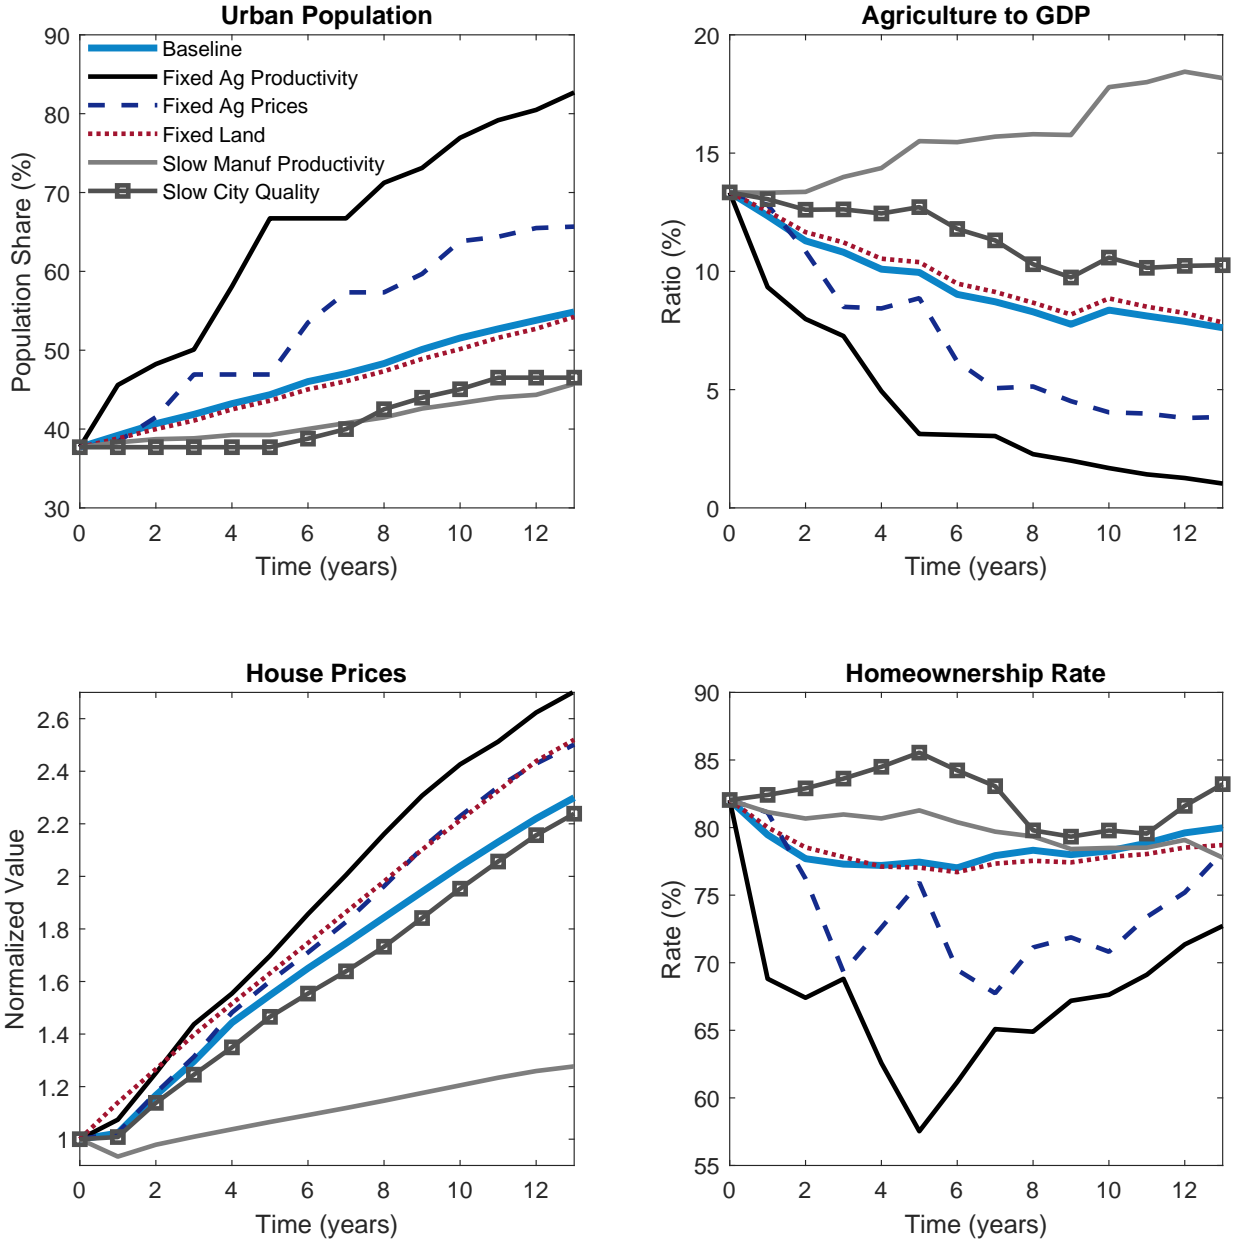 Urban Population
90
80
70
60
50
40
30
Population Share (%)
Baseline
Fixed Ag Productivity
Fixed Ag Prices
Fixed Land
Slow Manuf Productivity
Slow City Quality
0 2 4 6 8 10 12
Time (years)
Agriculture to GDP
20
15
10
5
0
Ratio (%)
0 2 4 6 8 10 12
Time (years)
House Prices
2.6
2.4
2.2
2
1.8
1.6
1.4
1.2
1
Normalized Value
0 2 4 6 8 10 12
Time (years)
Homeownership Rate
90
85
80
75
70
65
60
55
Rate (%)
0 2 4 6 8 10 12
Time (years)